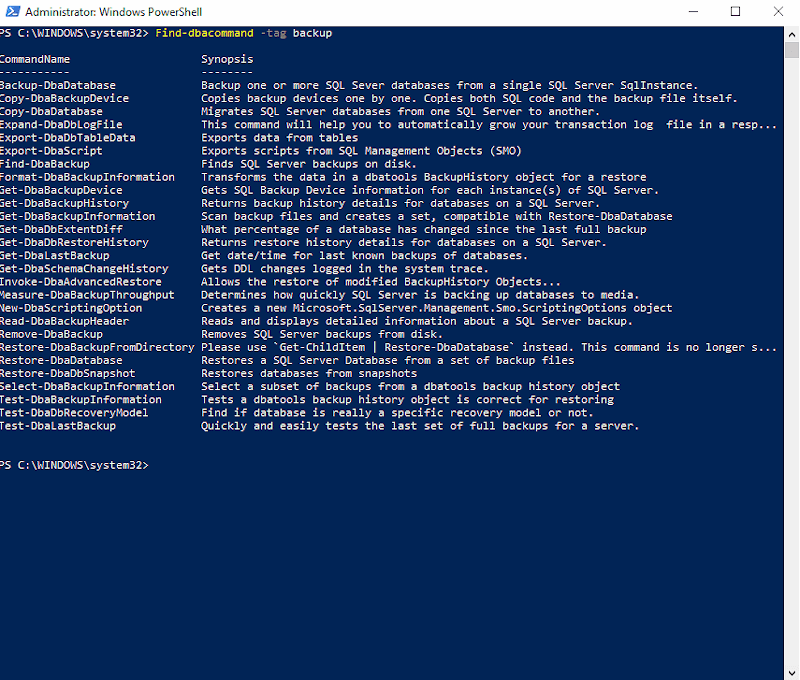 Administrator: Windows PowerShell
PS C:\WINDOWS\system32> Find-dbacommand -tag backup
CommandName Synopsis
----------- --------
Backup-DbaDatabase Backup one or more SQL Sever databases from a single SQL Server SqlInstance.
Copy-DbaBackupDevice Copies backup devices one by one. Copies both SQL code and the backup file itself.
Copy-DbaDatabase Migrates SQL Server databases from one SQL Server to another.
Expand-DbaDbLogFile This command will help you to automatically grow your transaction log  file in a resp...
Export-DbaDbTableData Exports data from tables
Export-DbaScript Exports scripts from SQL Management Objects (SMO)
Find-DbaBackup Finds SQL Server backups on disk.
Format-DbaBackupInformation Transforms the data in a dbatools BackupHistory object for a restore
Get-DbaBackupDevice Gets SQL Backup Device information for each instance(s) of SQL Server.
Get-DbaBackupHistory Returns backup history details for databases on a SQL Server.
Get-DbaBackupInformation Scan backup files and creates a set, compatible with Restore-DbaDatabase
Get-DbaDbExtentDiff What percentage of a database has changed since the last full backup
Get-DbaDbRestoreHistory Returns restore history details for databases on a SQL Server.
Get-DbaLastBackup Get date/time for last known backups of databases.
Get-DbaSchemaChangeHistory Gets DDL changes logged in the system trace.
Invoke-DbaAdvancedRestore Allows the restore of modified BackupHistory Objects...
Measure-DbaBackupThroughput Determines how quickly SQL Server is backing up databases to media.
New-DbaScriptingOption Creates a new Microsoft.SqlServer.Management.Smo.ScriptingOptions object
Read-DbaBackupHeader Reads and displays detailed information about a SQL Server backup.
Remove-DbaBackup Removes SQL Server backups from disk.
Restore-DbaBackupFromDirectory Please use `Get-ChildItem | Restore-DbaDatabase` instead. This command is no longer s...
Restore-DbaDatabase Restores a SQL Server Database from a set of backup files
Restore-DbaDbSnapshot Restores databases from snapshots
Select-DbaBackupInformation Select a subset of backups from a dbatools backup history object
Test-DbaBackupInformation Tests a dbatools backup history object is correct for restoring
Test-DbaDbRecoveryModel Find if database is really a specific recovery model or not.
Test-DbaLastBackup Quickly and easily tests the last set of full backups for a server.
PS C:\WINDOWS\system32>